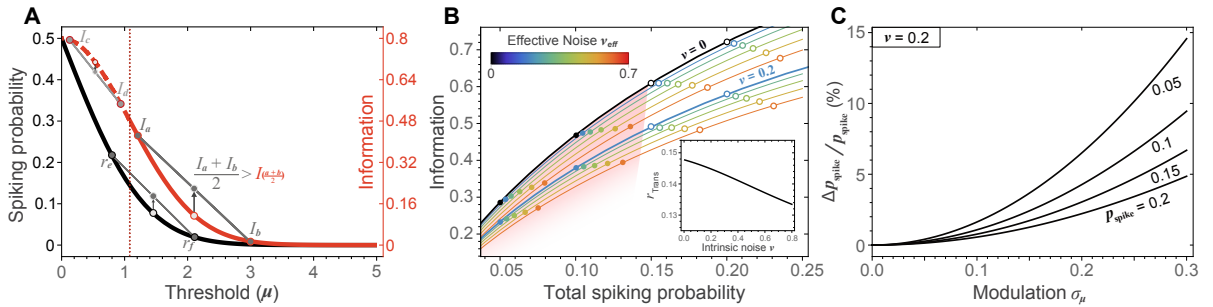 A
Spiking probability
0.5
0.4
0.3
0.2
0.1
0
0.8
0.64
0.48
0.32
0.16
0
Information
I_c
I_d
I_a
r_e
r_f
I_b
(I_a + I_b)/2 > I_((a+b)/2)
0 1 2 3 4 5
Threshold (μ)
B
Information
0.7
0.6
0.5
0.4
0.3
0.2
Effective Noise ν_eff
0 0.7
ν=0
ν=0.2
r_Trans
0.15
0.14
0.13
0.0 0.2 0.4 0.6 0.8
Intrinsic noise ν
0.05 0.10 0.15 0.20 0.25
Total spiking probability
C
ν = 0.2
Δp_spike / p_spike (%)
15
10
5
0
0.05
0.1
0.15
p_spike = 0.2
0.0 0.1 0.2 0.3
Modulation σ_μ